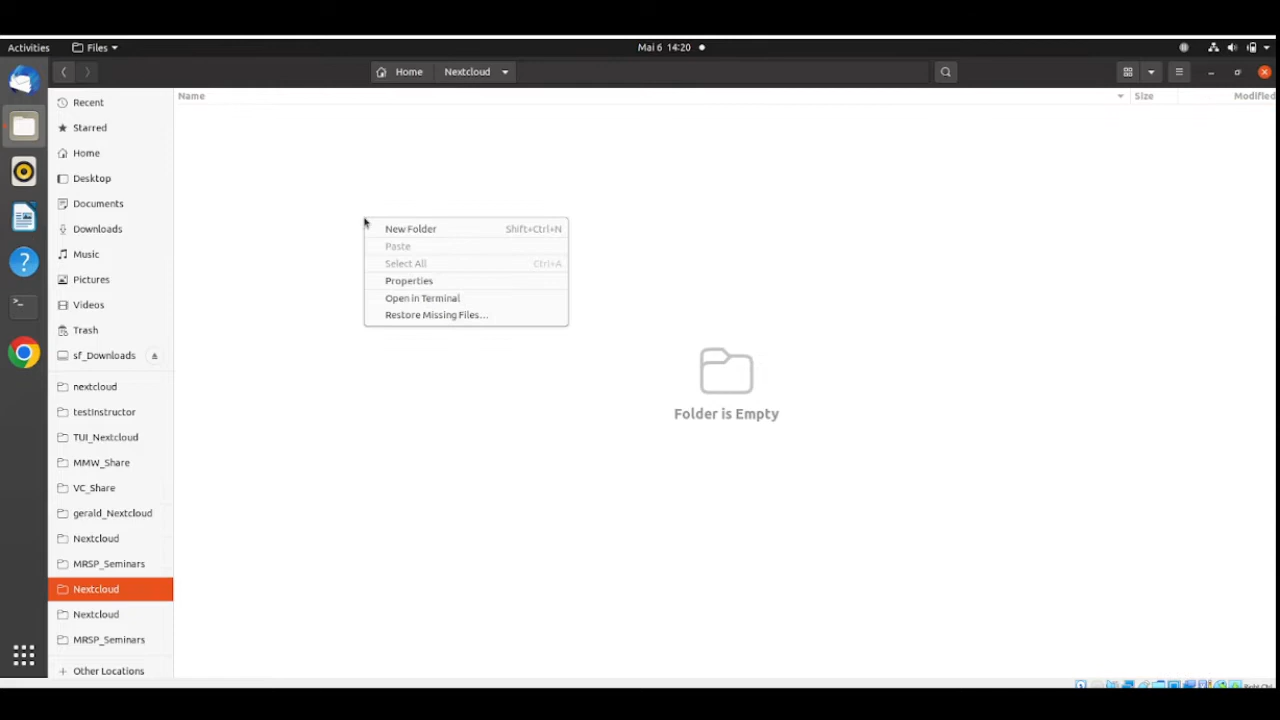 Activities Files Mai 6 14:20
Home Nextcloud
Name Size Modified
Recent
Starred
Home
Desktop
Documents
Downloads
Music
Pictures
Videos
Trash
sf_Downloads
nextcloud
testInstructor
TUI_Nextcloud
MMW_Share
VC_Share
gerald_Nextcloud
Nextcloud
MRSP_Seminars
Nextcloud
Nextcloud
MRSP_Seminars
Other Locations
New Folder Shift+Ctrl+N
Paste
Select All Ctrl+A
Properties
Open in Terminal
Restore Missing Files…
Folder is Empty